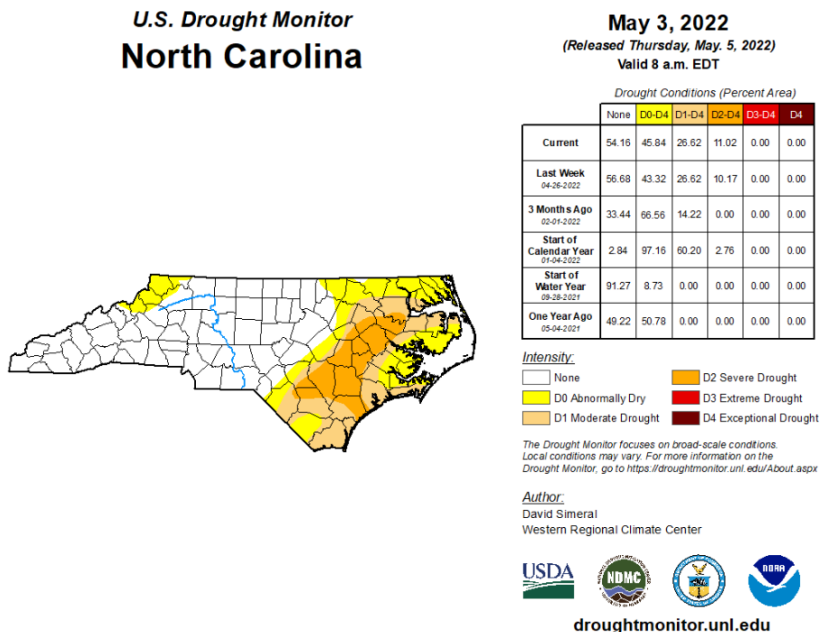 U.S. Drought Monitor
North Carolina
May 3, 2022
(Released Thursday, May. 5, 2022)
Valid 8 a.m. EDT
Drought Conditions (Percent Area)
None D0-D4 D1-D4 D2-D4 D3-D4 D4
Current 54.16 45.84 26.62 11.02 0.00 0.00
Last Week
04-26-2022 56.68 43.32 26.62 10.17 0.00 0.00
3 Months Ago
02-01-2022 33.44 66.56 14.22 0.00 0.00 0.00
Start of
Calendar Year
01-04-2022 2.84 97.16 60.20 2.76 0.00 0.00
Start of
Water Year
09-28-2021 91.27 8.73 0.00 0.00 0.00 0.00
One Year Ago
05-04-2021 49.22 50.78 0.00 0.00 0.00 0.00
Intensity:
None
D0 Abnormally Dry
D1 Moderate Drought
D2 Severe Drought
D3 Extreme Drought
D4 Exceptional Drought
The Drought Monitor focuses on broad-scale conditions.
Local conditions may vary. For more information on the
Drought Monitor, go to https://droughtmonitor.unl.edu/About.aspx
Author:
David Simeral
Western Regional Climate Center
USDA
NDMC
NOAA
droughtmonitor.unl.edu